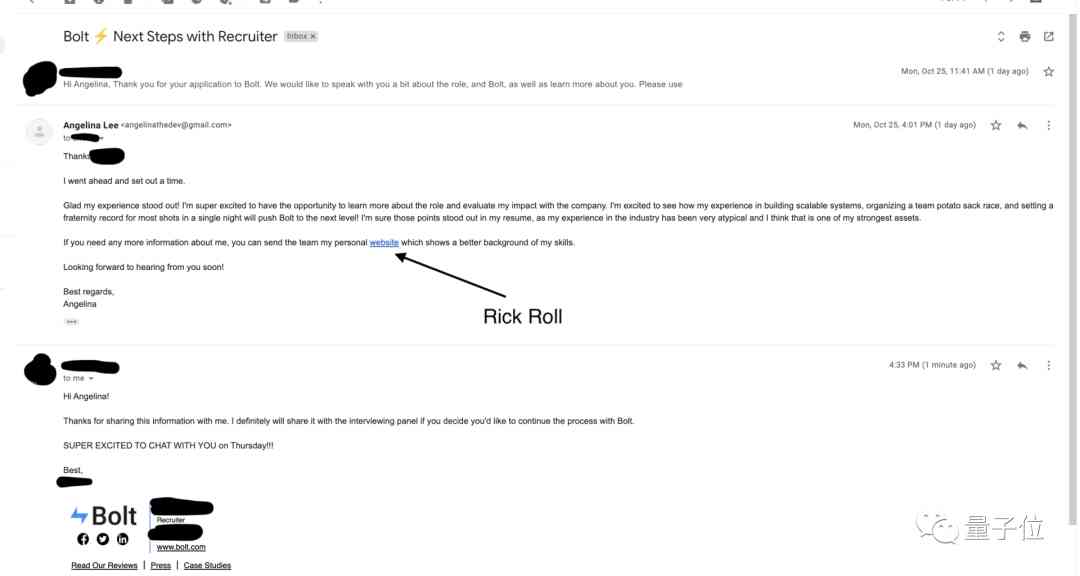 Bolt ⚡ Next Steps with Recruiter Inbox x
Mon, Oct 25, 11:41 AM (1 day ago)
Hi Angelina, Thank you for your application to Bolt. We would like to speak with you a bit about the role, and Bolt, as well as learn more about you. Please use
Angelina Lee <angelinathedev@gmail.com>
Mon, Oct 25, 4:01 PM (1 day ago)
to
Thank
I went ahead and set out a time.
Glad my experience stood out! I'm super excited to have the opportunity to learn more about the role and evaluate my impact with the company. I'm excited to see how my experience in building scalable systems, organizing a team potato sack race, and setting a
fraternity record for most shots in a single night will push Bolt to the next level! I'm sure those points stood out in my resume, as my experience in the industry has been very atypical and I think that is one of my strongest assets.
If you need any more information about me, you can send the team my personal website which shows a better background of my skills.
Looking forward to hearing from you soon!
Best regards,
Angelina
Rick Roll
4:33 PM (1 minute ago)
to me
Hi Angelina!
Thanks for sharing this information with me. I definitely will share it with the interviewing panel if you decide you'd like to continue the process with Bolt.
SUPER EXCITED TO CHAT WITH YOU on Thursday!!!
Best,
Bolt
Recruiter
www.bolt.com
Read Our Reviews | Press | Case Studies
量子位